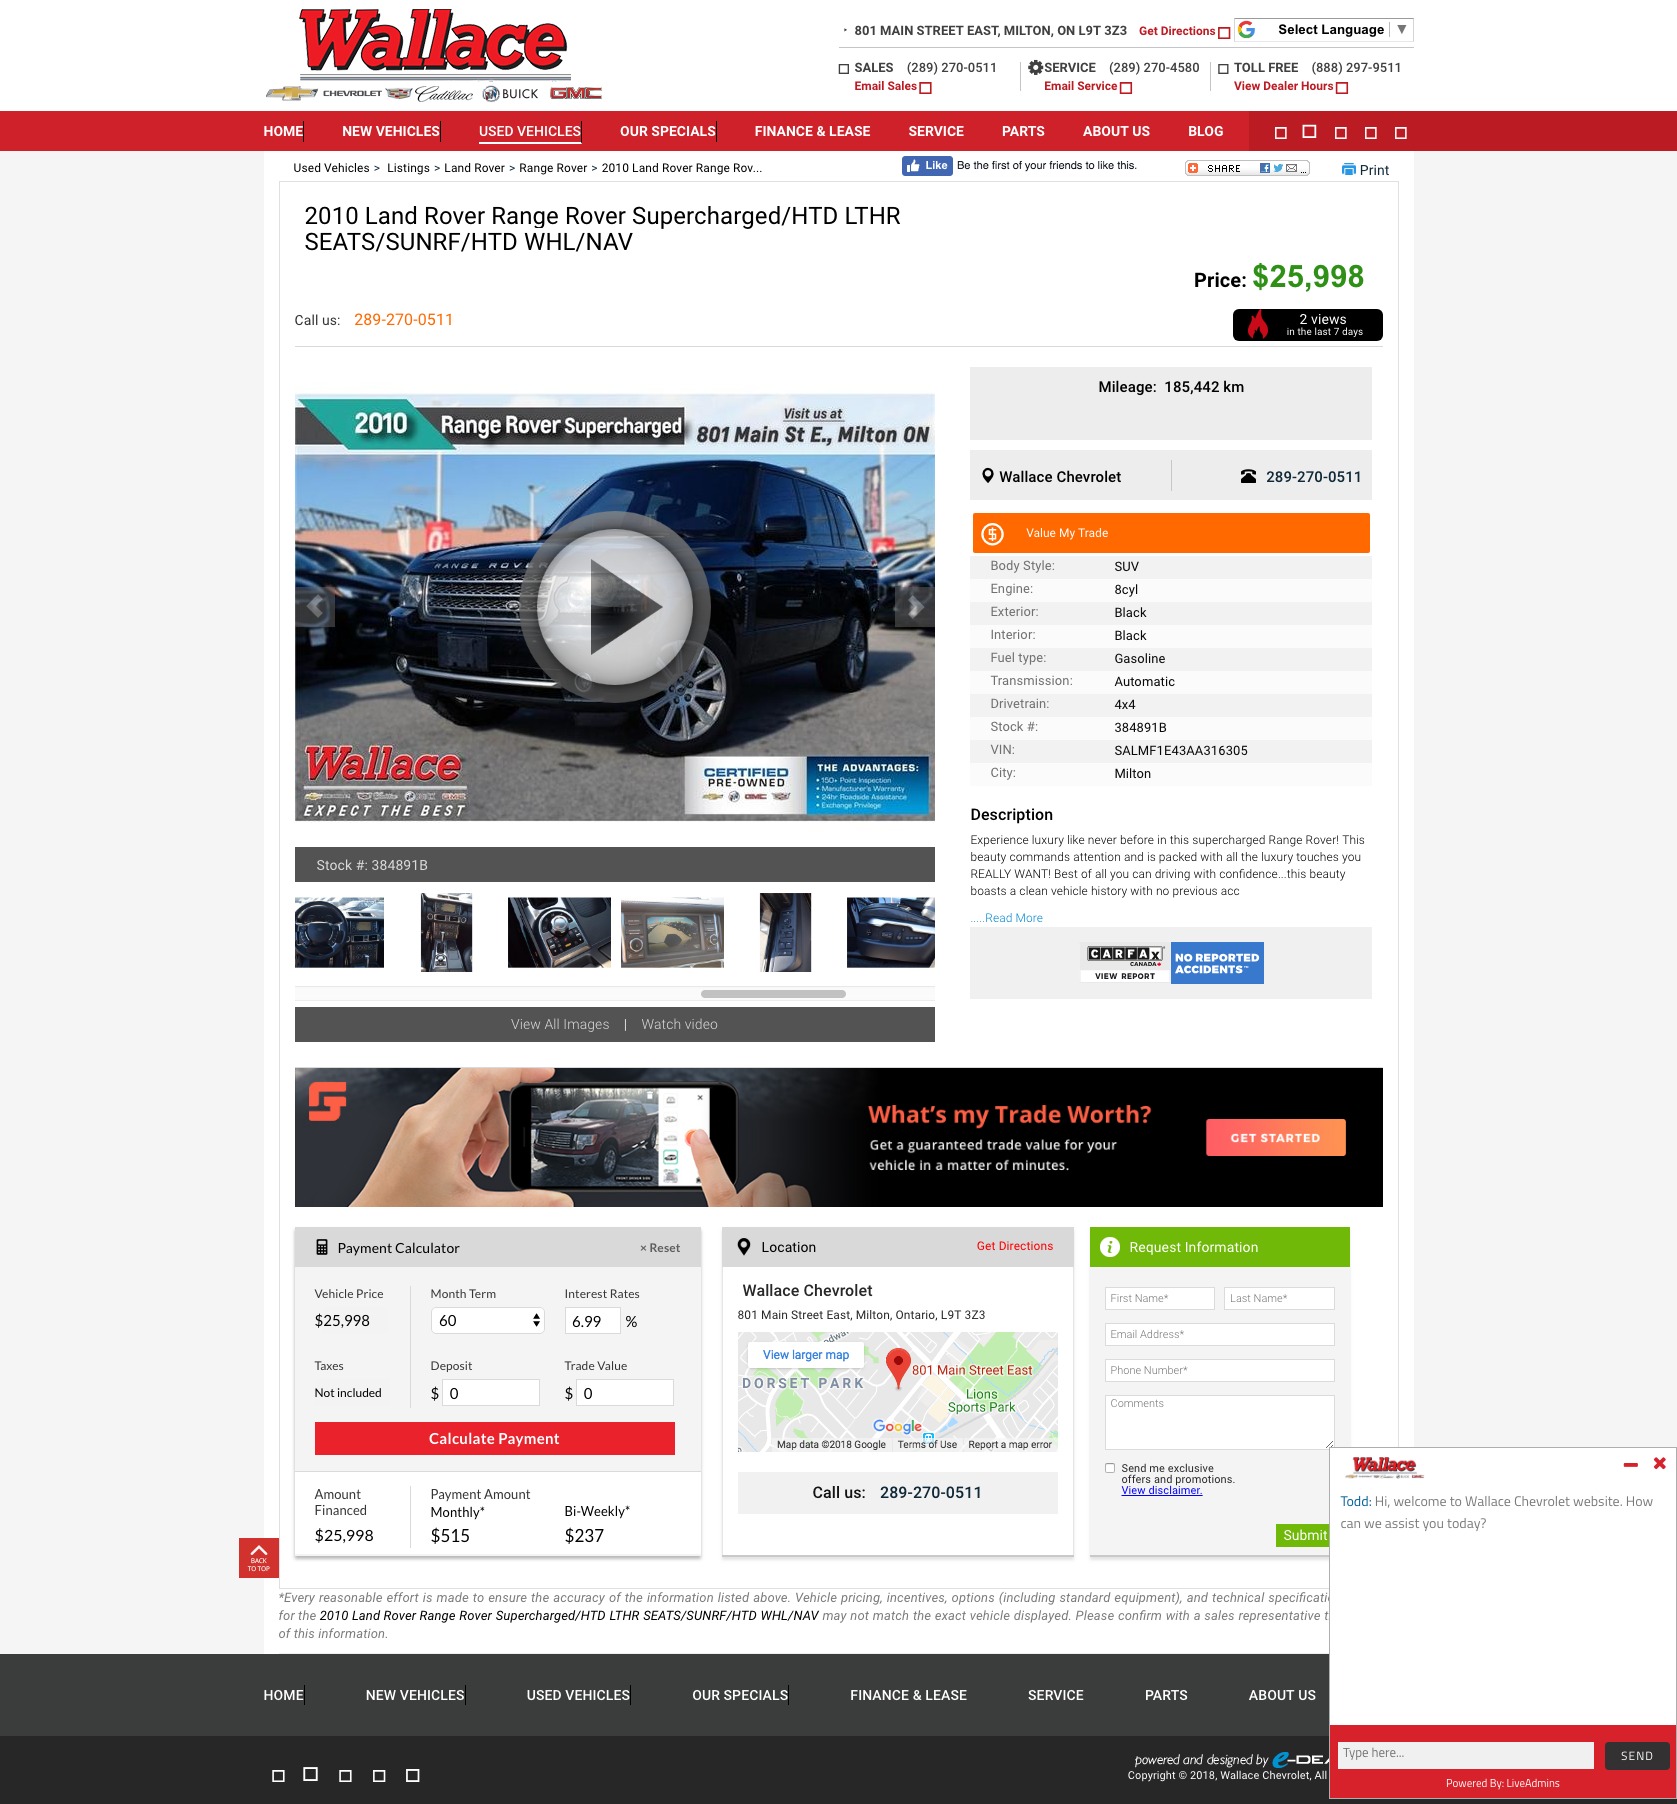 Wallace
CHEVROLET Cadillac BUICK GMC
801 MAIN STREET EAST, MILTON, ON L9T 3Z3 Get Directions
Select Language ▼
SALES (289) 270-0511 SERVICE (289) 270-4580 TOLL FREE (888) 297-9511
Email Sales Email Service View Dealer Hours
HOME NEW VEHICLES USED VEHICLES OUR SPECIALS FINANCE & LEASE SERVICE PARTS ABOUT US BLOG
Used Vehicles > Listings > Land Rover > Range Rover > 2010 Land Rover Range Rov...
Like Be the first of your friends to like this.
SHARE ...
Print
2010 Land Rover Range Rover Supercharged/HTD LTHR
SEATS/SUNRF/HTD WHL/NAV
Price: $25,998
Call us: 289-270-0511
2 views
in the last 7 days
2010 Range Rover Supercharged
Visit us at
801 Main St E., Milton ON
RANGE ROVER
Wallace
EXPECT THE BEST
CERTIFIED
PRE-OWNED
THE ADVANTAGES:
• 150+ Point Inspection
• Manufacturer's Warranty
• 24hr Roadside Assistance
• Exchange Privilege
Stock #: 384891B
View All Images | Watch video
Mileage: 185,442 km
Wallace Chevrolet 289-270-0511
Value My Trade
Body Style: SUV
Engine: 8cyl
Exterior: Black
Interior: Black
Fuel type: Gasoline
Transmission: Automatic
Drivetrain: 4x4
Stock #: 384891B
VIN: SALMF1E43AA316305
City: Milton
Description
Experience luxury like never before in this supercharged Range Rover! This
beauty commands attention and is packed with all the luxury touches you
REALLY WANT! Best of all you can driving with confidence...this beauty
boasts a clean vehicle history with no previous acc
.....Read More
CARFAX
CANADA
VIEW REPORT
NO REPORTED
ACCIDENTS™
What's my Trade Worth?
Get a guaranteed trade value for your
vehicle in a matter of minutes.
GET STARTED
Payment Calculator × Reset
Vehicle Price Month Term Interest Rates
$25,998 60 6.99 %
Taxes Deposit Trade Value
Not included $ 0 $ 0
Calculate Payment
Amount
Financed
Payment Amount
Monthly* Bi-Weekly*
$25,998 $515 $237
Location Get Directions
Wallace Chevrolet
801 Main Street East, Milton, Ontario, L9T 3Z3
View larger map
DORSET PARK
801 Main Street East
Lions
Sports Park
Google
Map data ©2018 Google Terms of Use Report a map error
Call us: 289-270-0511
Request Information
First Name* Last Name*
Email Address*
Phone Number*
Comments
Send me exclusive
offers and promotions.
View disclaimer.
Submit
BACK
TO TOP
*Every reasonable effort is made to ensure the accuracy of the information listed above. Vehicle pricing, incentives, options (including standard equipment), and technical specificati
for the 2010 Land Rover Range Rover Supercharged/HTD LTHR SEATS/SUNRF/HTD WHL/NAV may not match the exact vehicle displayed. Please confirm with a sales representative t
of this information.
HOME NEW VEHICLES USED VEHICLES OUR SPECIALS FINANCE & LEASE SERVICE PARTS ABOUT US
powered and designed by e-DEA
Copyright © 2018, Wallace Chevrolet, All
Wallace
Todd: Hi, welcome to Wallace Chevrolet website. How
can we assist you today?
Type here...
SEND
Powered By: LiveAdmins